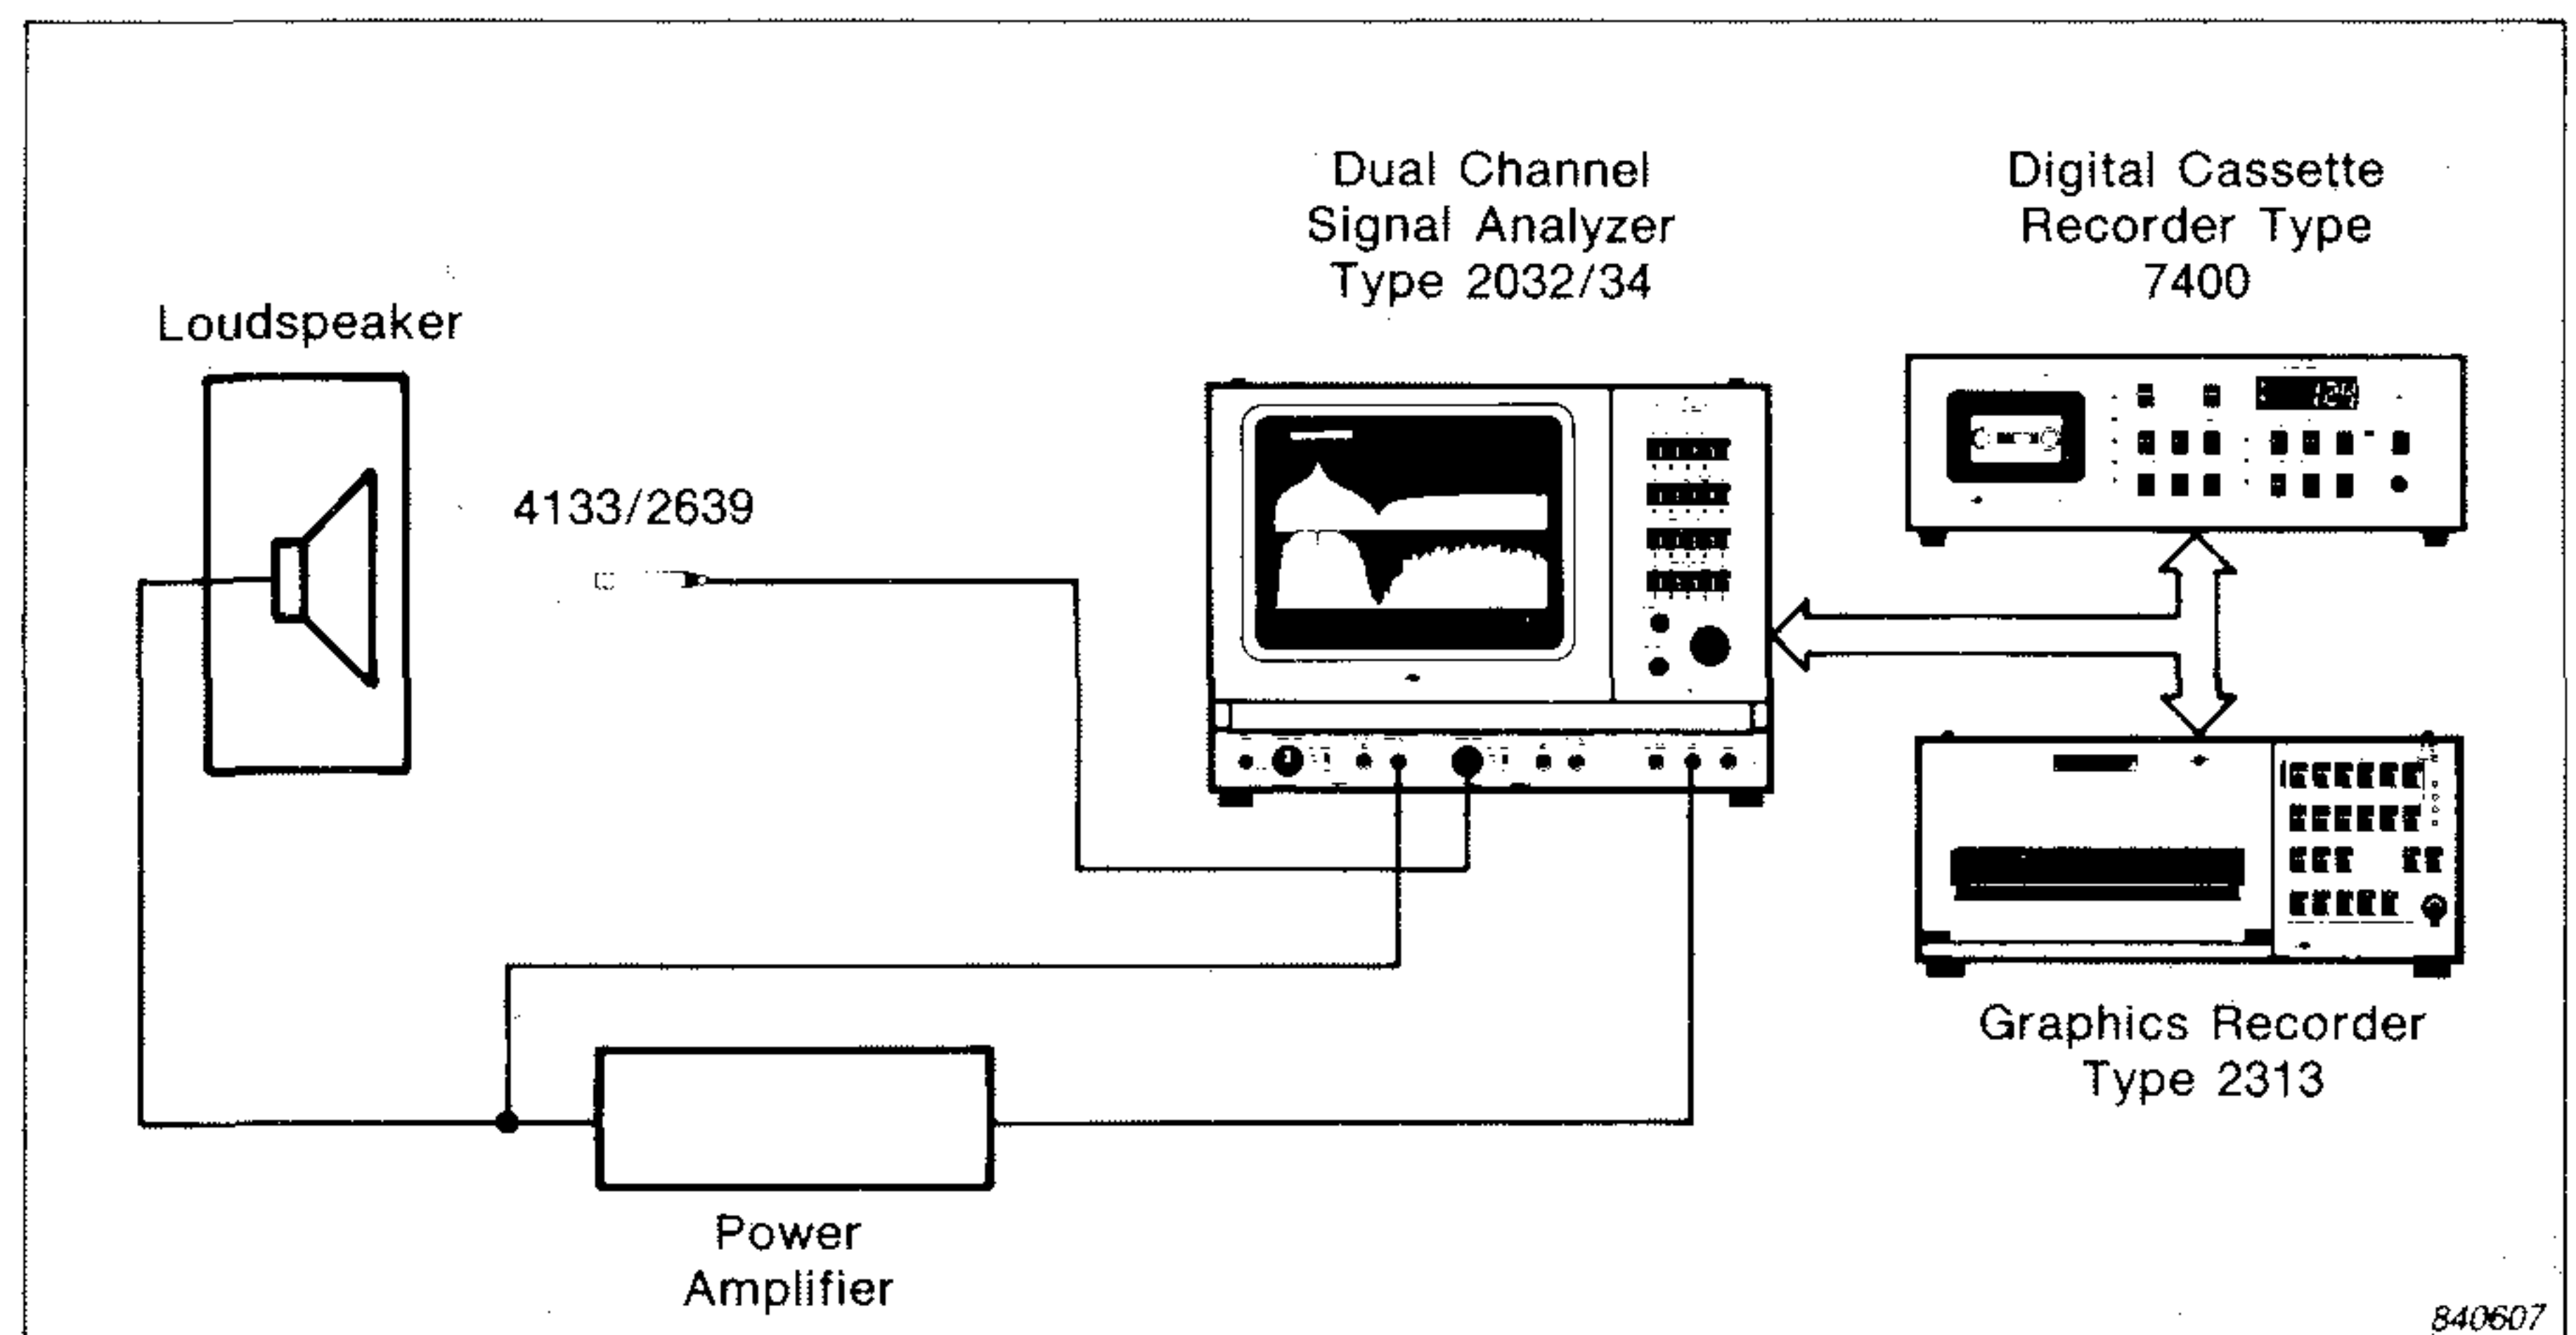 Dual Channel
Signal Analyzer
Type 2032/34
Digital Cassette
Recorder Type
7400
Loudspeaker
4133/2639
Graphics Recorder
Type 2313
Power
Amplifier
840607